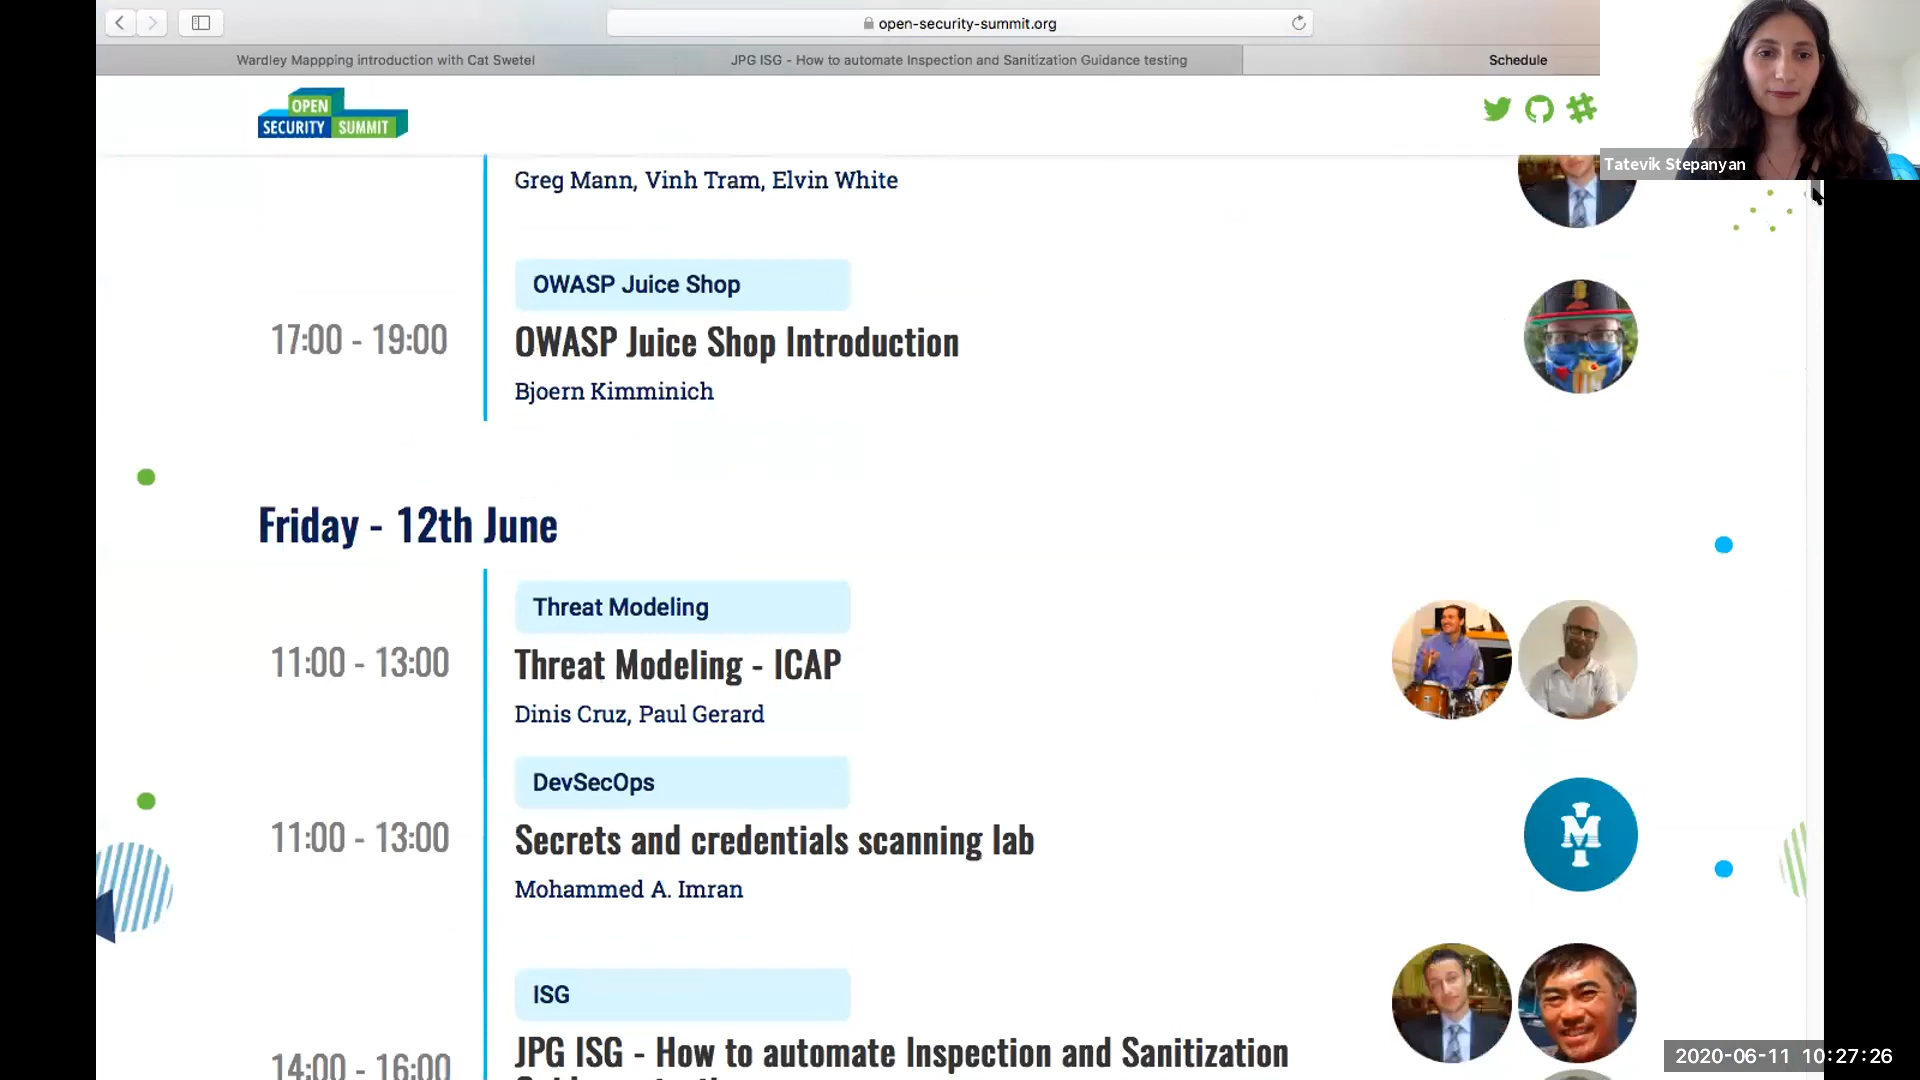 open-security-summit.org
Wardley Mappping introduction with Cat Swetel
JPG ISG - How to automate Inspection and Sanitization Guidance testing
Schedule
OPEN
SECURITY SUMMIT
Tatevik Stepanyan
Greg Mann, Vinh Tram, Elvin White
OWASP Juice Shop
17:00 - 19:00
OWASP Juice Shop Introduction
Bjoern Kimminich
Friday - 12th June
Threat Modeling
11:00 - 13:00
Threat Modeling - ICAP
Dinis Cruz, Paul Gerard
DevSecOps
11:00 - 13:00
Secrets and credentials scanning lab
Mohammed A. Imran
M
ISG
14:00 - 16:00
JPG ISG - How to automate Inspection and Sanitization
2020-06-11 10:27:26